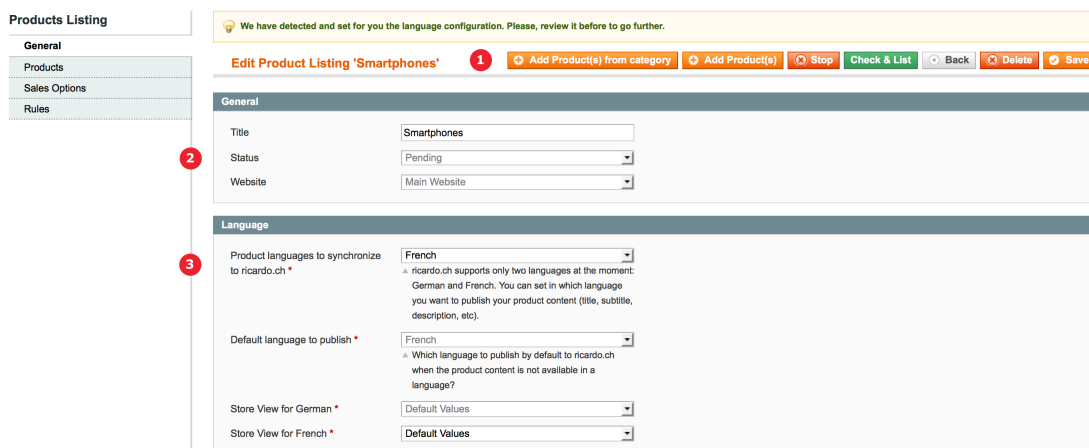 Products Listing
General
Products
Sales Options
Rules
We have detected and set for you the language configuration. Please, review it before to go further.
Edit Product Listing 'Smartphones'
1
Add Product(s) from category
Add Product(s)
Stop
Check & List
Back
Delete
Save
General
Title
Smartphones
2
Status
Pending
Website
Main Website
Language
3
Product languages to synchronize
to ricardo.ch *
French
ricardo.ch supports only two languages at the moment:
German and French. You can set in which language
you want to publish your product content (title, subtitle,
description, etc).
Default language to publish *
French
Which language to publish by default to ricardo.ch
when the product content is not available in a
language?
Store View for German *
Default Values
Store View for French *
Default Values